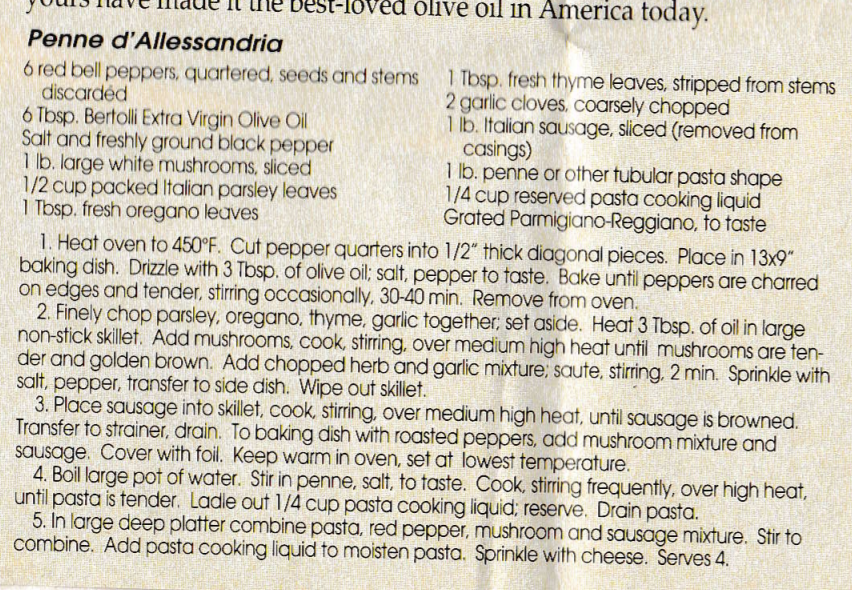 yours have made it the best-loved olive oil in America today.
Penne d'Allessandria
6 red bell peppers, quartered, seeds and stems
discarded
6 Tbsp. Bertolli Extra Virgin Olive Oil
Salt and freshly ground black pepper
1 lb. large white mushrooms, sliced
1/2 cup packed Italian parsley leaves
1 Tbsp. fresh oregano leaves
1 Tbsp. fresh thyme leaves, stripped from stems
2 garlic cloves, coarsely chopped
1 lb. Italian sausage, sliced (removed from
casings)
1 lb. penne or other tubular pasta shape
1/4 cup reserved pasta cooking liquid
Grated Parmigiano-Reggiano, to taste
1. Heat oven to 450°F. Cut pepper quarters into 1/2" thick diagonal pieces. Place in 13x9"
baking dish. Drizzle with 3 Tbsp. of olive oil; salt, pepper to taste. Bake until peppers are charred
on edges and tender, stirring occasionally, 30-40 min. Remove from oven.
2. Finely chop parsley, oregano, thyme, garlic together; set aside. Heat 3 Tbsp. of oil in large
non-stick skillet. Add mushrooms, cook, stirring, over medium high heat until mushrooms are ten-
der and golden brown. Add chopped herb and garlic mixture; saute, stirring, 2 min. Sprinkle with
salt, pepper, transfer to side dish. Wipe out skillet.
3. Place sausage into skillet, cook, stirring, over medium high heat, until sausage is browned.
Transfer to strainer, drain. To baking dish with roasted peppers, add mushroom mixture and
sausage. Cover with foil. Keep warm in oven, set at lowest temperature.
4. Boil large pot of water. Stir in penne, salt, to taste. Cook, stirring frequently, over high heat,
until pasta is tender. Ladle out 1/4 cup pasta cooking liquid; reserve. Drain pasta.
5. In large deep platter combine pasta, red pepper, mushroom and sausage mixture. Stir to
combine. Add pasta cooking liquid to moisten pasta. Sprinkle with cheese. Serves 4.